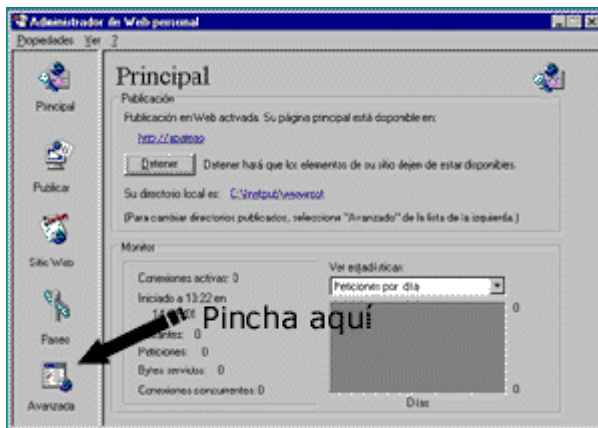 Administrador de Web personal
Propiedades Ver ?
Principal
Publicar
Sitio Web
Paseo
Avanzada
Principal
Publicación
Publicación en Web activada. Su página principal está disponible en:
http://
Detener
Detener hará que los elementos de su sitio dejen de estar disponibles.
Su directorio local es: C:\Inetpub\wwwroot
(Para cambiar directorios publicados, seleccione "Avanzado" de la lista de la izquierda.)
Monitor
Conexiones activas: 0
Iniciado a 13:22 en
Pincha aquí
Visitantes: 0
Peticiones: 0
Bytes servidos: 0
Conexiones concurrentes: 0
Ver estadísticas:
Peticiones por día
0
0
Días